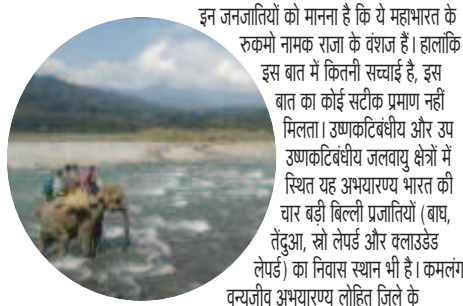 इन जनजातियों को मानना है कि ये महाभारत के
रुकमो नामक राजा के वंशज हैं। हालांकि
इस बात में कितनी सच्चाई है, इस
बात का कोई सटीक प्रमाण नहीं
मिलता। उष्णकटिबंधीय और उप
उष्णकटिबंधीय जलवायु क्षेत्रों में
स्थित यह अभयारण्य भारत की
चार बड़ी बिल्ली प्रजातियों (बाघ,
तेंदुआ, स्नो लेपर्ड और क्लाउडेड
लेपर्ड) का निवास स्थान भी है। कमलंग
वन्यजीव अभयारण्य लोहित जिले के